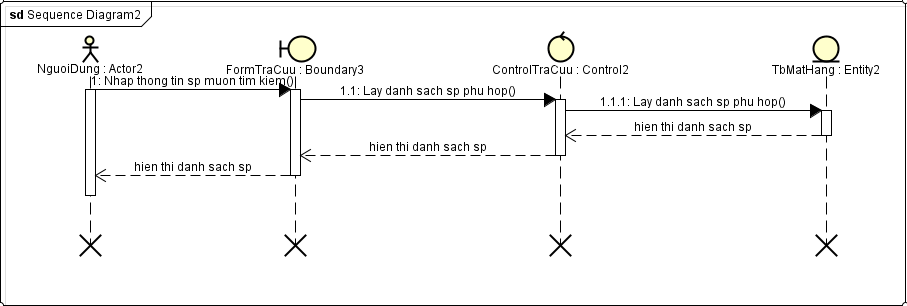 sd Sequence Diagram2
NguoiDung : Actor2
FormTraCuu : Boundary3
ControlTraCuu : Control2
TbMatHang : Entity2
1: Nhap thong tin sp muon tim kiem()
1.1: Lay danh sach sp phu hop()
1.1.1: Lay danh sach sp phu hop()
hien thi danh sach sp
hien thi danh sach sp
hien thi danh sach sp